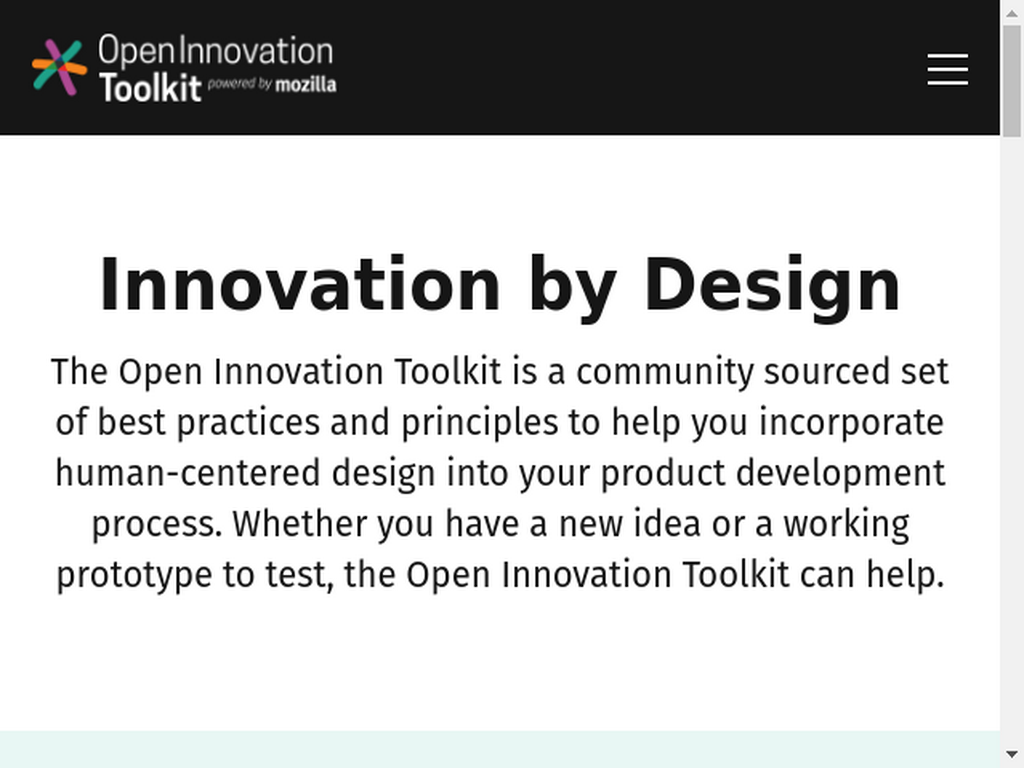 Open Innovation
Toolkit powered by mozilla
Innovation by Design
The Open Innovation Toolkit is a community sourced set
of best practices and principles to help you incorporate
human-centered design into your product development
process. Whether you have a new idea or a working
prototype to test, the Open Innovation Toolkit can help.